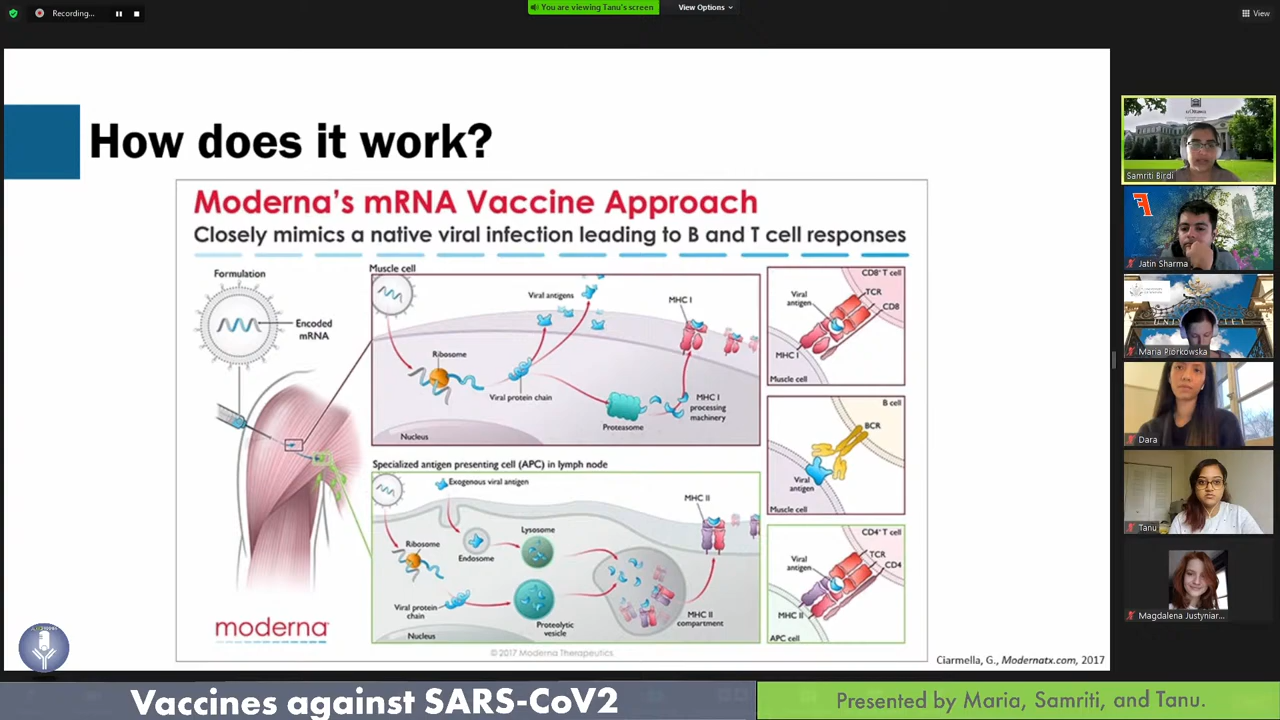 Recording...
You are viewing Tanu's screen
View Options
View
How does it work?
Moderna's mRNA Vaccine Approach
Closely mimics a native viral infection leading to B and T cell responses
Formulation
Encoded
mRNA
Muscle cell
Viral antigens
MHC I
Ribosome
Viral protein chain
Proteasome
MHC I
processing
machinery
Nucleus
CD8+ T cell
TCR
CD8
Viral
antigen
MHC I
Muscle cell
B cell
BCR
Viral
antigen
Muscle cell
Specialized antigen presenting cell (APC) in lymph node
Exogenous viral antigen
MHC II
Ribosome
Endosome
Lysosome
Viral protein
chain
Proteolytic
vesicle
MHC II
compartment
Nucleus
CD4+ T cell
TCR
CD4
Viral
antigen
MHC II
APC cell
moderna
© 2017 Moderna Therapeutics
Ciarmella, G., Modernatx.com, 2017
Samriti Birdi
Jatin Sharma
Maria Piórkowska
Dara
Tanu
Magdalena Justyniar...
Vaccines against SARS-CoV2
Presented by Maria, Samriti, and Tanu.